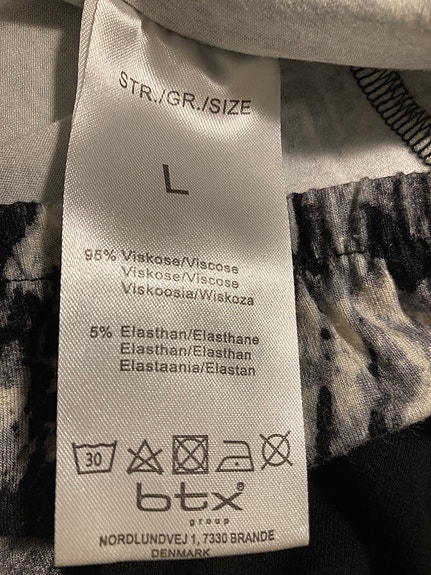 STR./GR./SIZE
L
95% Viskose/Viscose
Viskose/Viscose
Viskoosia/Wiskoza
5% Elasthan/Elasthane
Elasthan/Elasthan
Elastaania/Elastan
30
btx®
group
NORDLUNDVEJ 1, 7330 BRANDE
DENMARK